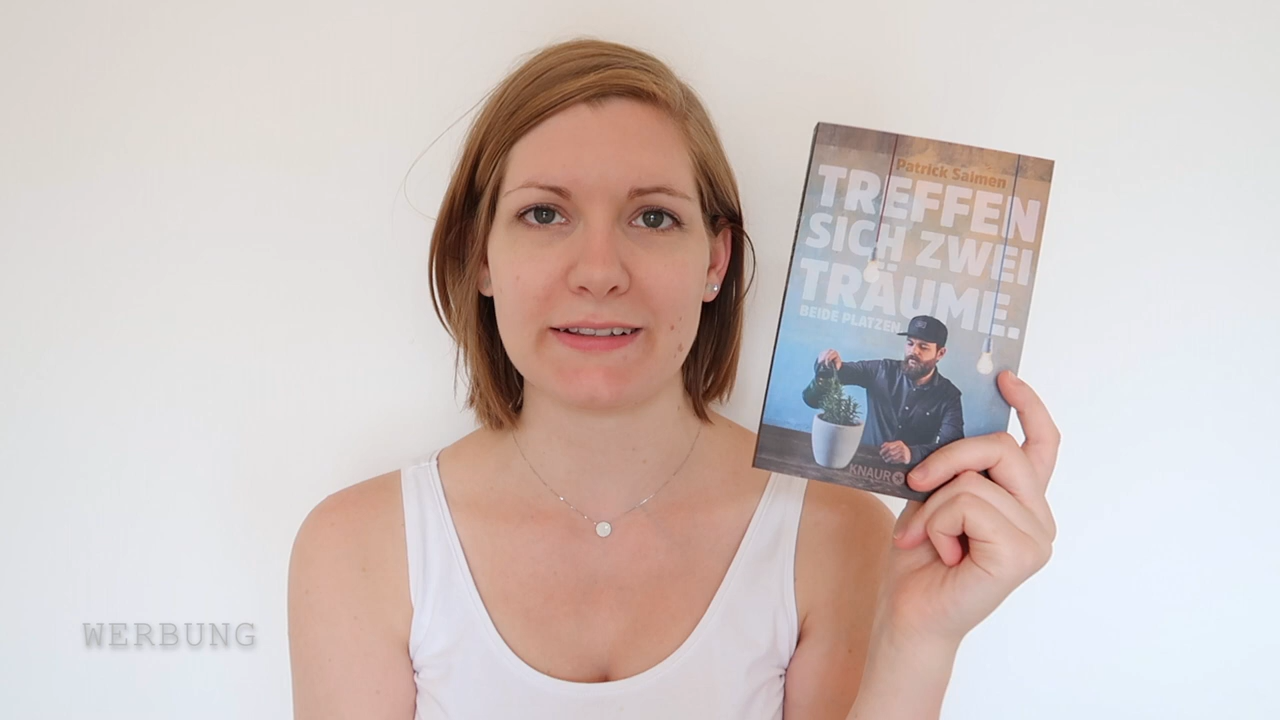 Patrick Salmen
TREFFEN
SICH ZWEI
TRÄUME.
BEIDE PLATZEN.
KNAUR
WERBUNG